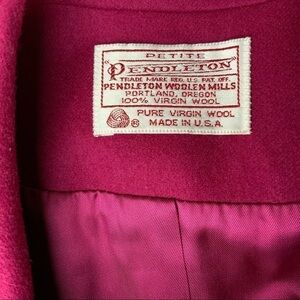 PETITE
PENDLETON
TRADE MARK REG. U.S. PAT. OFF.
PENDLETON WOOLEN MILLS
PORTLAND, OREGON
100% VIRGIN WOOL
PURE VIRGIN WOOL
MADE IN U.S.A.